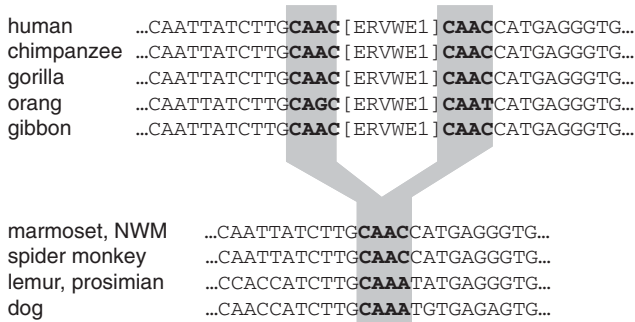 human …CAATTATCTTGCAAC[ERVWE1]CAACCATGAGGGTG…
chimpanzee …CAATTATCTTGCAAC[ERVWE1]CAACCATGAGGGTG…
gorilla …CAATTATCTTGCAAC[ERVWE1]CAACCATGAGGGTG…
orang …CAATTATCTTGCAGC[ERVWE1]CAATCATGAGGGTG…
gibbon …CAATTATCTTGCAAC[ERVWE1]CAACCATGAGGGTG…
marmoset, NWM …CAATTATCTTGCAACCATGAGGGTG…
spider monkey …CAATTATCTTGCAACCATGAGGGTG…
lemur, prosimian …CCACCATCTTGCAAATATGAGGGTG…
dog …CAACCATCTTGCAAATGTGAGAGTG…